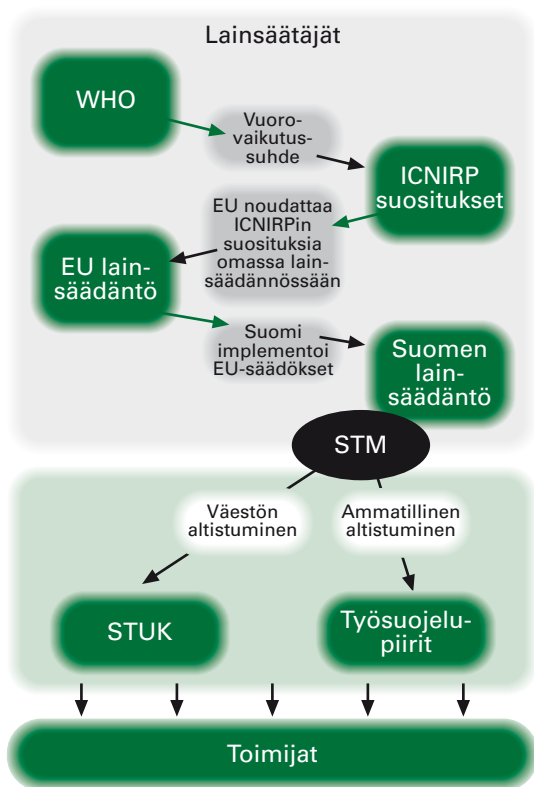 Lainsäätäjät
WHO
Vuoro-
vaikutus-
suhde
ICNIRP
suositukset
EU noudattaa
ICNIRPin
suosituksia
omassa lain-
säädännössään
EU lain-
säädäntö
Suomi
implementoi
EU-säädökset
Suomen
lain-
säädäntö
STM
Väestön
altistuminen
Ammatillinen
altistuminen
STUK
Työsuojelu-
piirit
Toimijat